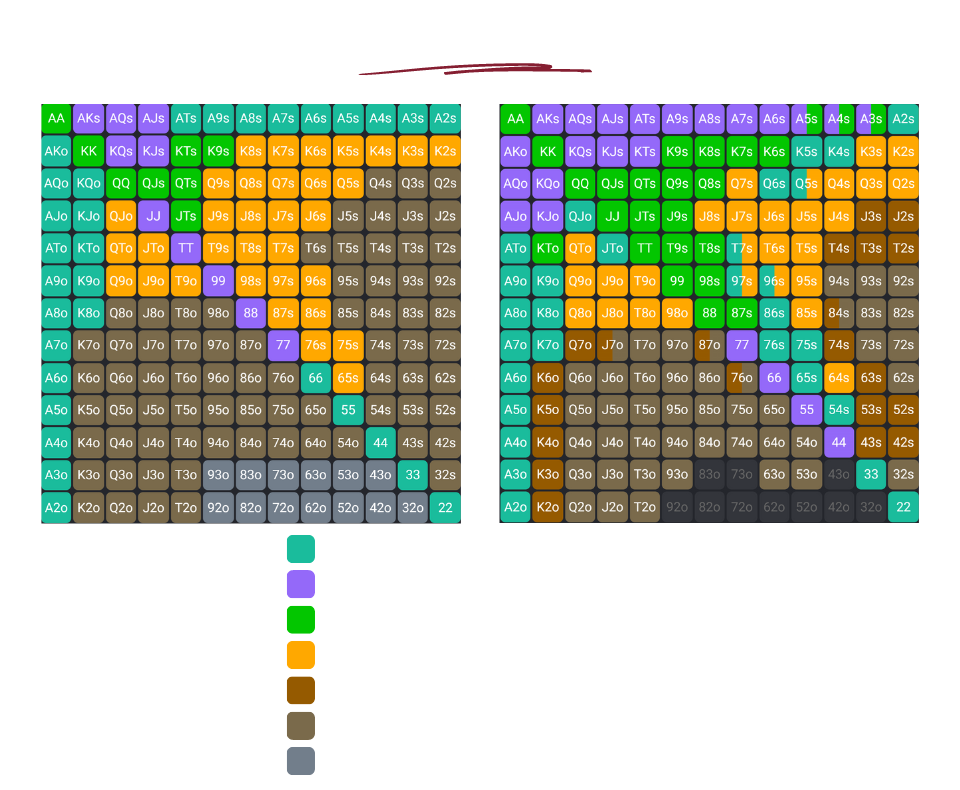 AA AKs AQs AJs ATs A9s A8s A7s A6s A5s A4s A3s A2s
AKo KK KQs KJs KTs K9s K8s K7s K6s K5s K4s K3s K2s
AQo KQo QQ QJs QTs Q9s Q8s Q7s Q6s Q5s Q4s Q3s Q2s
AJo KJo QJo JJ JTs J9s J8s J7s J6s J5s J4s J3s J2s
ATo KTo QTo JTo TT T9s T8s T7s T6s T5s T4s T3s T2s
A9o K9o Q9o J9o T9o 99 98s 97s 96s 95s 94s 93s 92s
A8o K8o Q8o J8o T8o 98o 88 87s 86s 85s 84s 83s 82s
A7o K7o Q7o J7o T7o 97o 87o 77 76s 75s 74s 73s 72s
A6o K6o Q6o J6o T6o 96o 86o 76o 66 65s 64s 63s 62s
A5o K5o Q5o J5o T5o 95o 85o 75o 65o 55 54s 53s 52s
A4o K4o Q4o J4o T4o 94o 84o 74o 64o 54o 44 43s 42s
A3o K3o Q3o J3o T3o 93o 83o 73o 63o 53o 43o 33 32s
A2o K2o Q2o J2o T2o 92o 82o 72o 62o 52o 42o 32o 22
AA AKs AQs AJs ATs A9s A8s A7s A6s A5s A4s A3s A2s
AKo KK KQs KJs KTs K9s K8s K7s K6s K5s K4s K3s K2s
AQo KQo QQ QJs QTs Q9s Q8s Q7s Q6s Q5s Q4s Q3s Q2s
AJo KJo QJo JJ JTs J9s J8s J7s J6s J5s J4s J3s J2s
ATo KTo QTo JTo TT T9s T8s T7s T6s T5s T4s T3s T2s
A9o K9o Q9o J9o T9o 99 98s 97s 96s 95s 94s 93s 92s
A8o K8o Q8o J8o T8o 98o 88 87s 86s 85s 84s 83s 82s
A7o K7o Q7o J7o T7o 97o 87o 77 76s 75s 74s 73s 72s
A6o K6o Q6o J6o T6o 96o 86o 76o 66 65s 64s 63s 62s
A5o K5o Q5o J5o T5o 95o 85o 75o 65o 55 54s 53s 52s
A4o K4o Q4o J4o T4o 94o 84o 74o 64o 54o 44 43s 42s
A3o K3o Q3o J3o T3o 93o 83o 73o 63o 53o 43o 33 32s
A2o K2o Q2o J2o T2o 92o 82o 72o 62o 52o 42o 32o 22